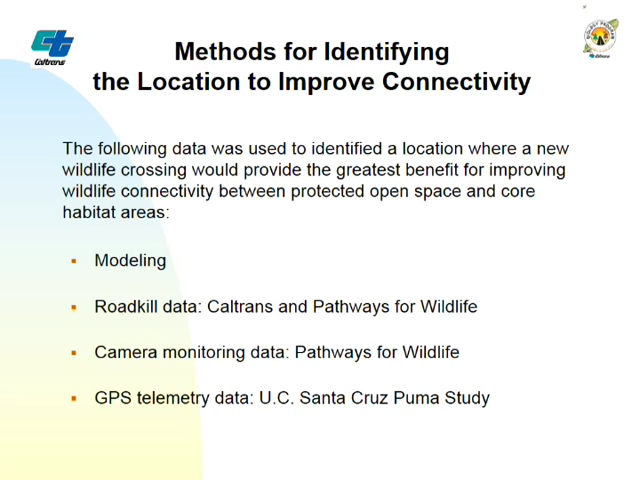 Caltrans
Methods for Identifying
the Location to Improve Connectivity
The following data was used to identified a location where a new
wildlife crossing would provide the greatest benefit for improving
wildlife connectivity between protected open space and core
habitat areas:
Modeling
Roadkill data: Caltrans and Pathways for Wildlife
Camera monitoring data: Pathways for Wildlife
GPS telemetry data: U.C. Santa Cruz Puma Study